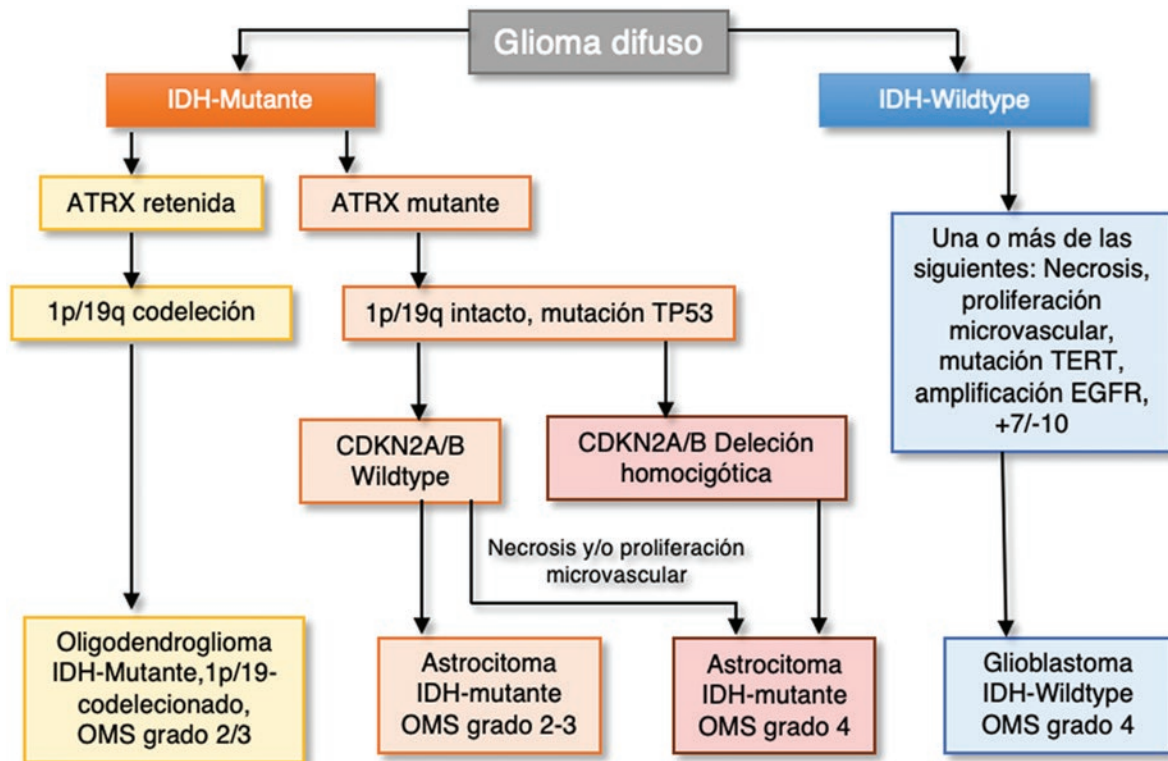 Glioma difuso
IDH-Mutante
IDH-Wildtype
ATRX retenida
ATRX mutante
Una o más de las
siguientes: Necrosis,
proliferación
microvascular,
mutación TERT,
amplificación EGFR,
+7/-10
1p/19q codeleción
1p/19q intacto, mutación TP53
CDKN2A/B
Wildtype
CDKN2A/B Deleción
homocigótica
Necrosis y/o proliferación
microvascular
Oligodendroglioma
IDH-Mutante,1p/19-
codelecionado,
OMS grado 2/3
Astrocitoma
IDH-mutante
OMS grado 2-3
Astrocitoma
IDH-mutante
OMS grado 4
Glioblastoma
IDH-Wildtype
OMS grado 4